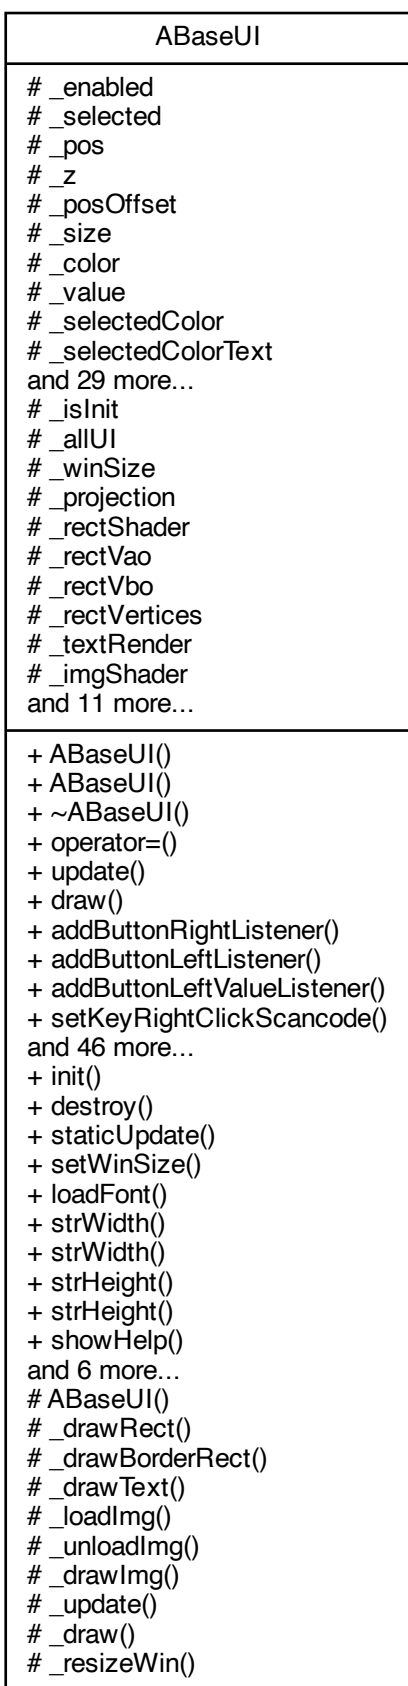 ABaseUI
# _enabled
# _selected
# _pos
# _z
# _posOffset
# _size
# _color
# _value
# _selectedColor
# _selectedColorText
and 29 more...
# _isInit
# _allUI
# _winSize
# _projection
# _rectShader
# _rectVao
# _rectVbo
# _rectVertices
# _textRender
# _imgShader
and 11 more...
+ ABaseUI()
+ ABaseUI()
+ ~ABaseUI()
+ operator=()
+ update()
+ draw()
+ addButtonRightListener()
+ addButtonLeftListener()
+ addButtonLeftValueListener()
+ setKeyRightClickScancode()
and 46 more...
+ init()
+ destroy()
+ staticUpdate()
+ setWinSize()
+ loadFont()
+ strWidth()
+ strWidth()
+ strHeight()
+ strHeight()
+ showHelp()
and 6 more...
# ABaseUI()
# _drawRect()
# _drawBorderRect()
# _drawText()
# _loadImg()
# _unloadImg()
# _drawImg()
# _update()
# _draw()
# _resizeWin()